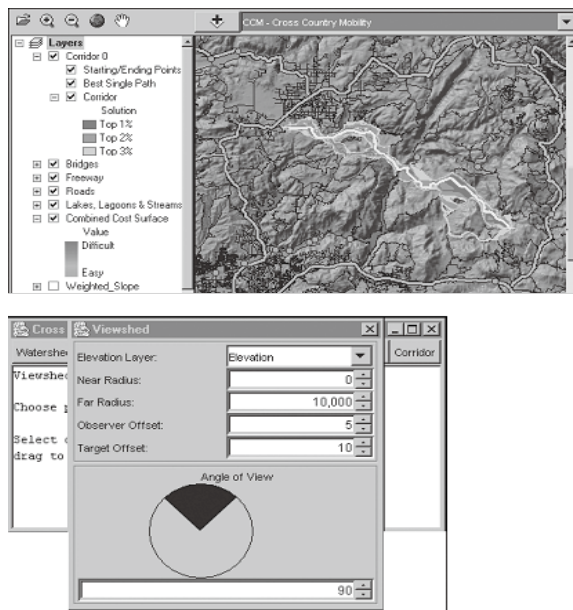 CCM - Cross Country Mobility
Layers
Corridor 0
Starting/Ending Points
Best Single Path
Corridor
Solution
Top 1%
Top 2%
Top 3%
Bridges
Freeway
Roads
Lakes, Lagoons & Streams
Combined Cost Surface
Value
Difficult
Easy
Weighted_Slope
Cross
Viewshed
Watershed
Corridor
Viewshed
Choose
Select
drag to
Elevation Layer:
Elevation
Near Radius:
0
Far Radius:
10,000
Observer Offset:
5
Target Offset:
10
Angle of View
90